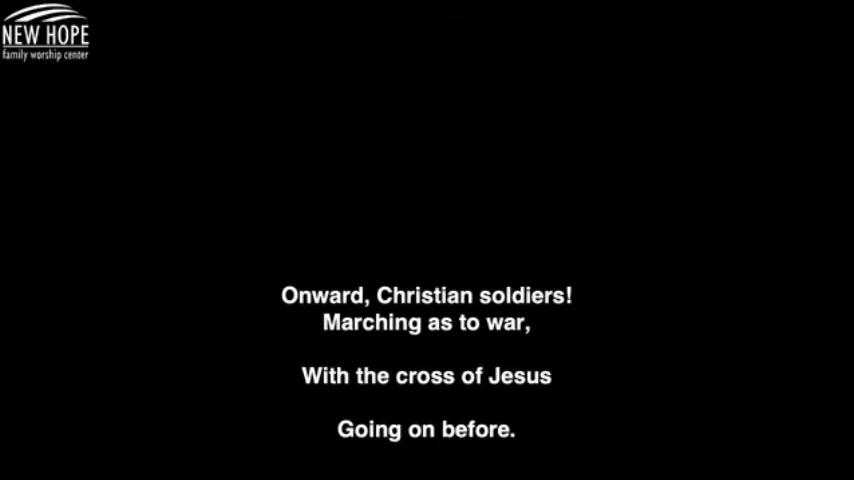 NEW HOPE
family worship center
Onward, Christian soldiers!
Marching as to war,
With the cross of Jesus
Going on before.